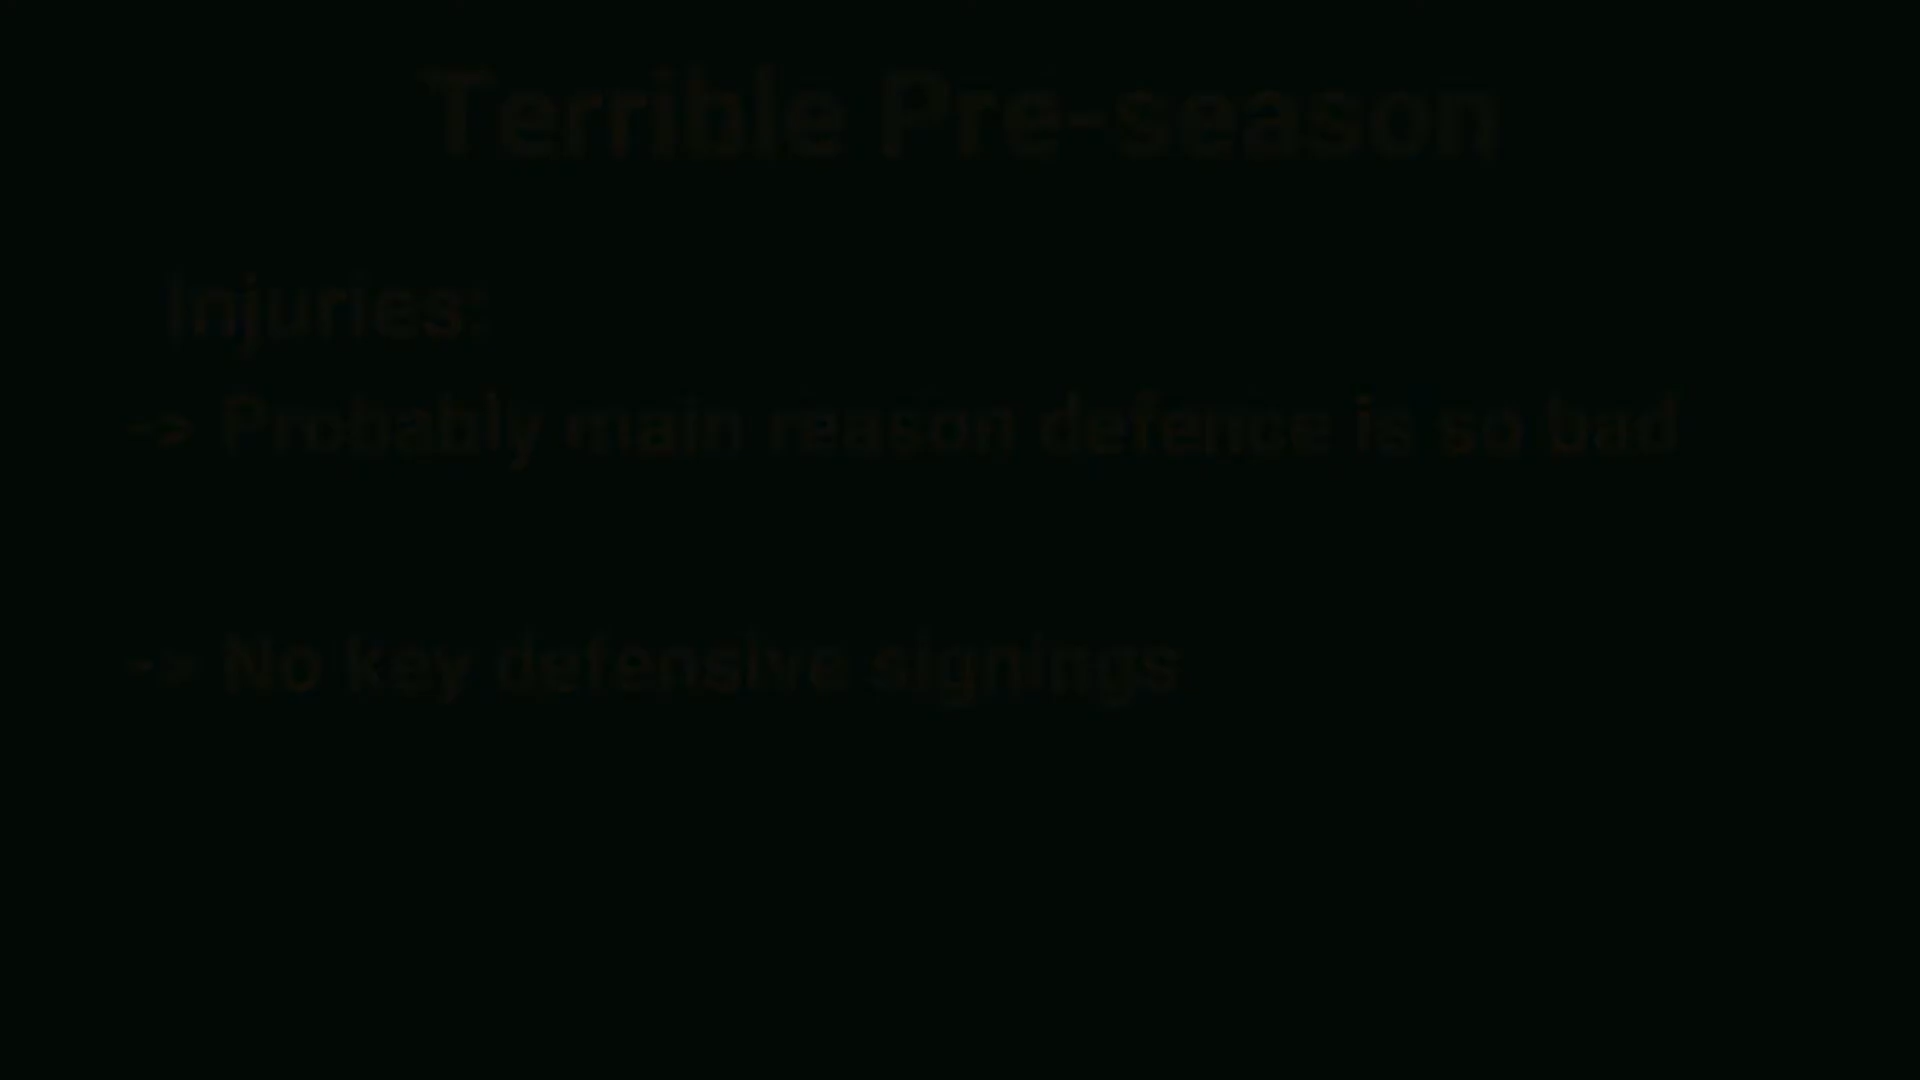 Terrible Pre-season
Injuries:
-> Probably main reason defence is so bad
-> No key defensive signings